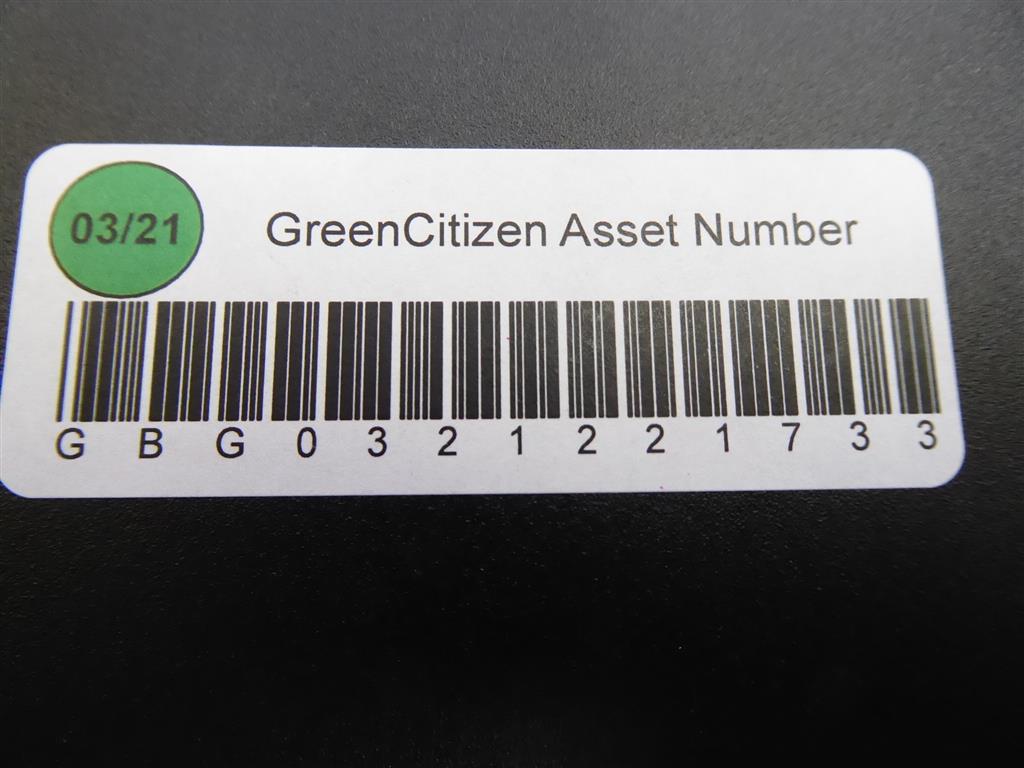 03/21
GreenCitizen Asset Number
G B G 0 3 2 1 2 2 1 7 3 3